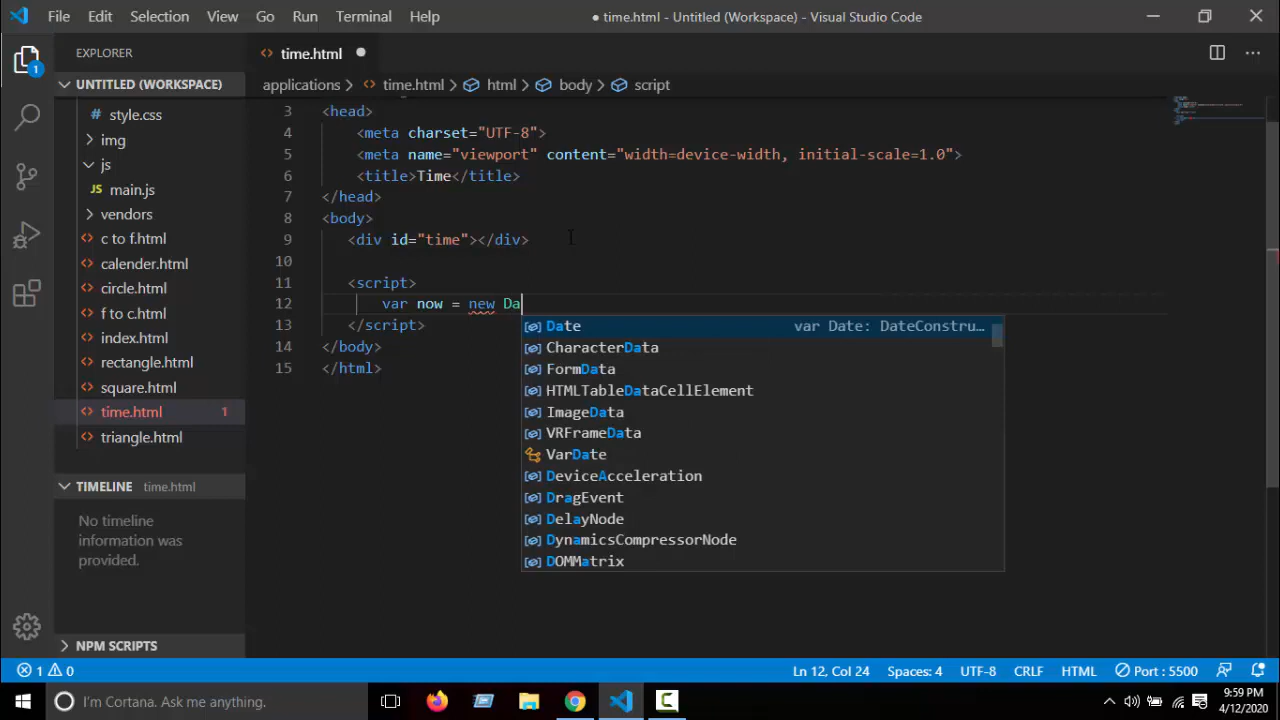 File Edit Selection View Go Run Terminal Help
● time.html - Untitled (Workspace) - Visual Studio Code
EXPLORER
1
UNTITLED (WORKSPACE)
# style.css
img
js
JS main.js
vendors
c to f.html
calender.html
circle.html
f to c.html
index.html
rectangle.html
square.html
time.html 1
triangle.html
TIMELINE time.html
No timeline
information was
provided.
NPM SCRIPTS
time.html
applications > time.html > html > body > script
3 <head>
4 <meta charset="UTF-8">
5 <meta name="viewport" content="width=device-width, initial-scale=1.0">
6 <title>Time</title>
7 </head>
8 <body>
9 <div id="time"></div>
10
11 <script>
12 var now = new Da
13 </script>
14 </body>
15 </html>
Date var Date: DateConstru…
CharacterData
FormData
HTMLTableDataCellElement
ImageData
VRFrameData
VarDate
DeviceAcceleration
DragEvent
DelayNode
DynamicsCompressorNode
DOMMatrix
1 0
Ln 12, Col 24 Spaces: 4 UTF-8 CRLF HTML Port : 5500
I'm Cortana. Ask me anything.
9:59 PM
4/12/2020